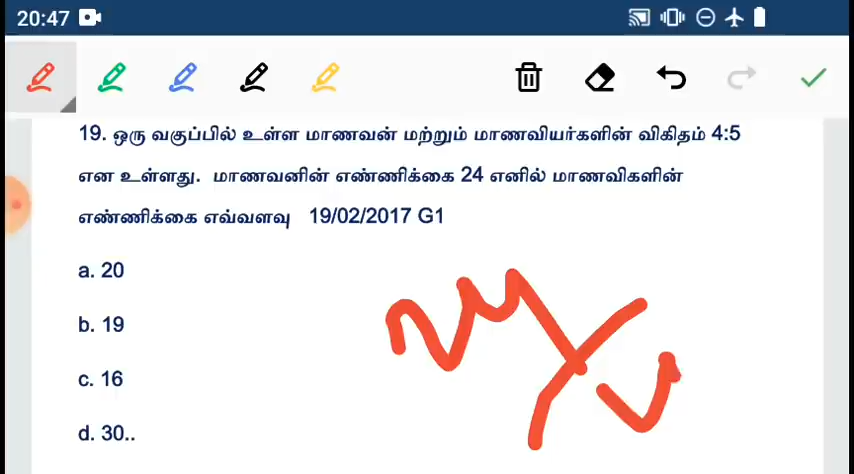 20:47
19. ஒரு வகுப்பில் உள்ள மாணவன் மற்றும் மாணவியர்களின் விகிதம் 4:5
என உள்ளது. மாணவனின் எண்ணிக்கை 24 எனில் மாணவிகளின்
எண்ணிக்கை எவ்வளவு 19/02/2017 G1
a. 20
b. 19
c. 16
d. 30..